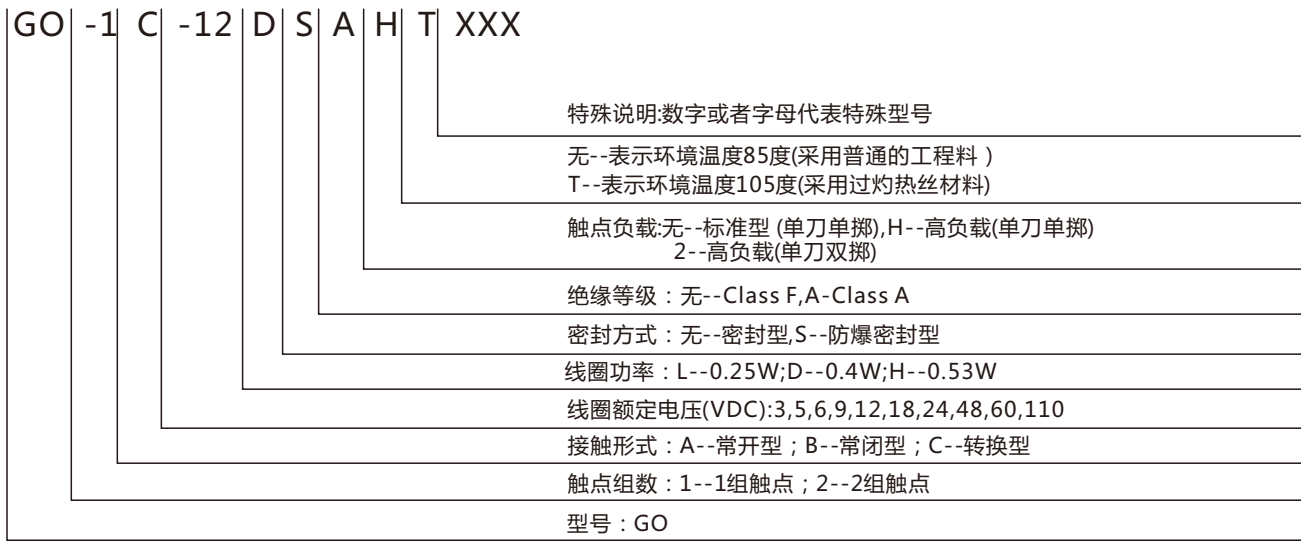 GO -1 C -12 D S A H T XXX
特殊说明:数字或者字母代表特殊型号
无--表示环境温度85度(采用普通的工程料 )
T--表示环境温度105度(采用过灼热丝材料)
触点负载:无--标准型 (单刀单掷),H--高负载(单刀单掷)
2--高负载(单刀双掷)
绝缘等级：无--Class F,A-Class A
密封方式：无--密封型,S--防爆密封型
线圈功率：L--0.25W;D--0.4W;H--0.53W
线圈额定电压(VDC):3,5,6,9,12,18,24,48,60,110
接触形式：A--常开型；B--常闭型；C--转换型
触点组数：1--1组触点；2--2组触点
型号：GO